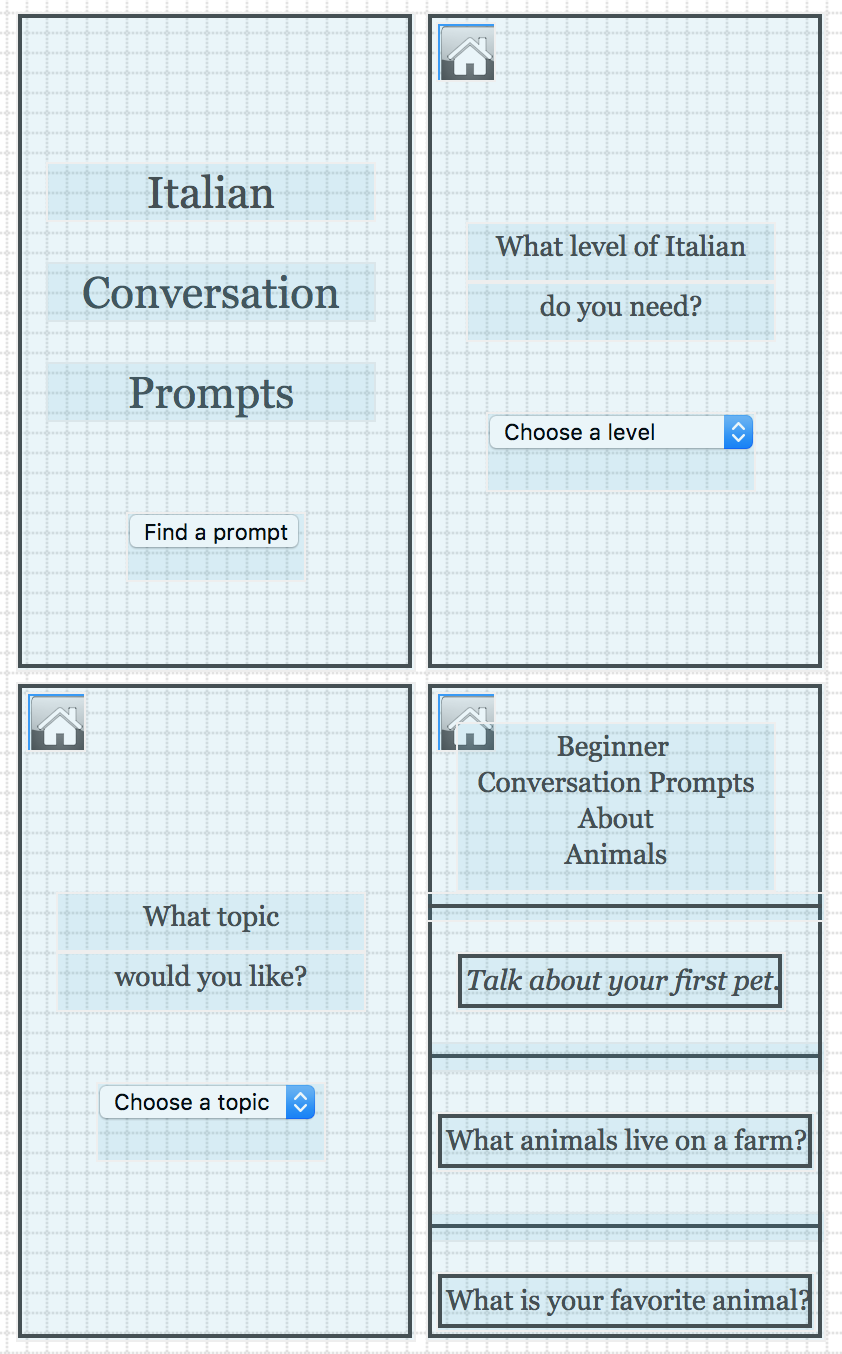 Italian
Conversation
Prompts
Find a prompt
What level of Italian
do you need?
Choose a level
What topic
would you like?
Choose a topic
Beginner
Conversation Prompts
About
Animals
Talk about your first pet.
What animals live on a farm?
What is your favorite animal?